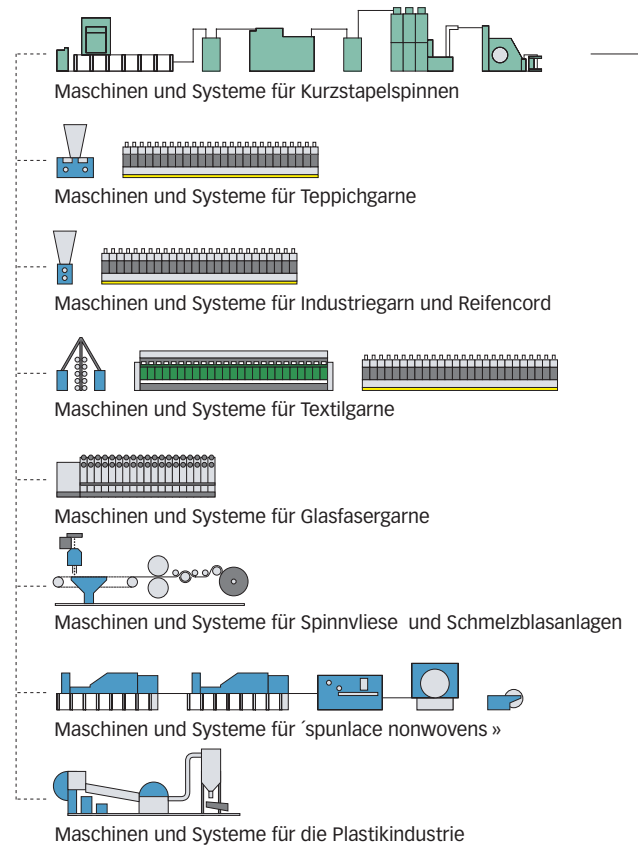 Maschinen und Systeme für Kurzstapelspinnen
Maschinen und Systeme für Teppichgarne
Maschinen und Systeme für Industriegarn und Reifencord
Maschinen und Systeme für Textilgarne
Maschinen und Systeme für Glasfasergarne
Maschinen und Systeme für Spinnvliese  und Schmelzblasanlagen
Maschinen und Systeme für ´spunlace nonwovens »
Maschinen und Systeme für die Plastikindustrie